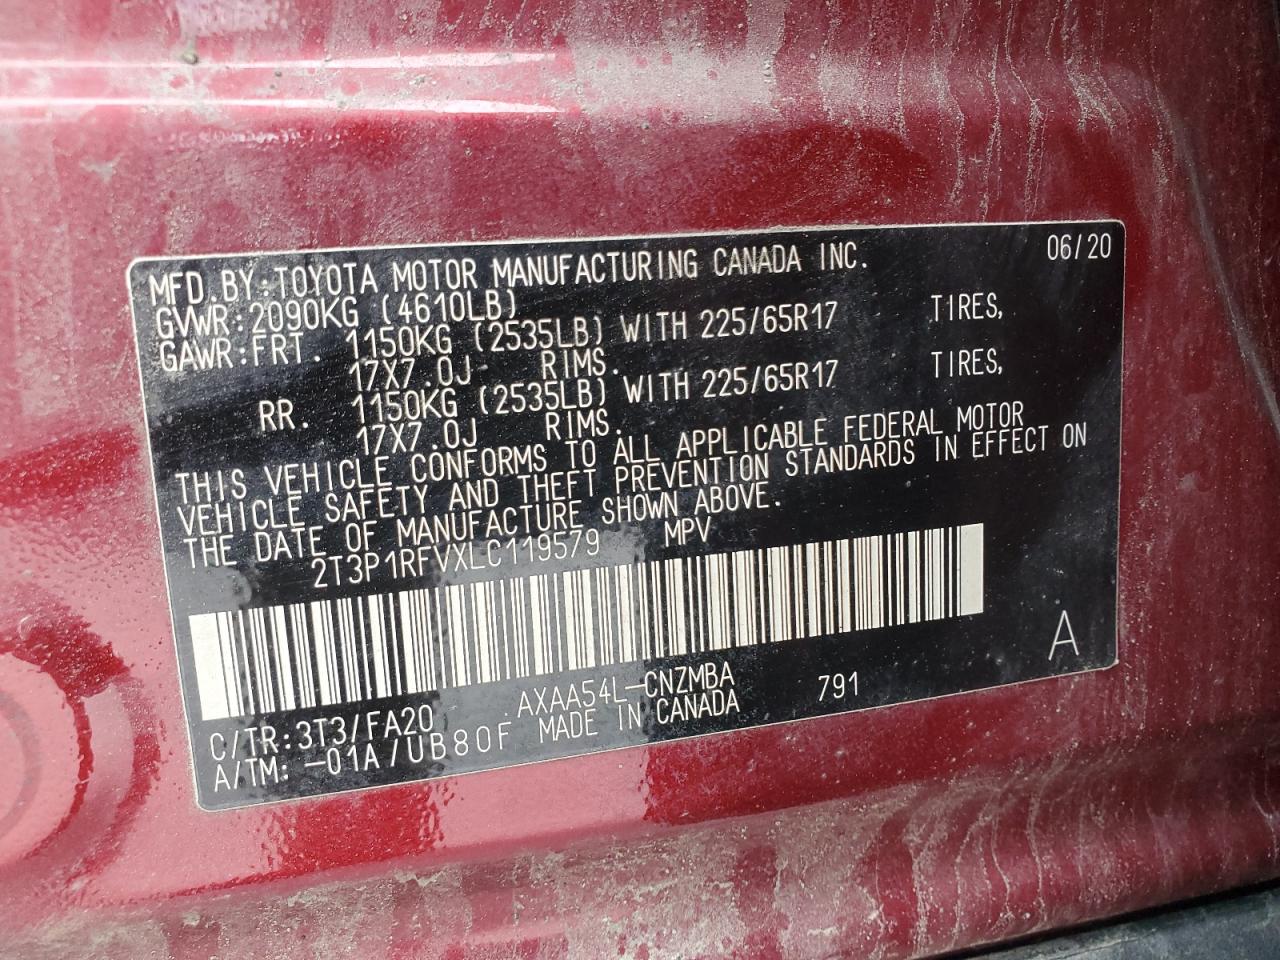 MFD.BY:TOYOTA MOTOR MANUFACTURING CANADA INC. 06/20
GVWR:2090KG (4610LB)
GAWR:FRT. 1150KG (2535LB) WITH 225/65R17 TIRES,
17X7.0J RIMS.
RR. 1150KG (2535LB) WITH 225/65R17 TIRES,
17X7.0J RIMS.
THIS VEHICLE CONFORMS TO ALL APPLICABLE FEDERAL MOTOR
VEHICLE SAFETY AND THEFT PREVENTION STANDARDS IN EFFECT ON
THE DATE OF MANUFACTURE SHOWN ABOVE.
2T3P1RFVXLC119579 MPV
A
C/TR:3T3/FA20 AXAA54L-CNZMBA 791
A/TM: -01A/UB80F MADE IN CANADA